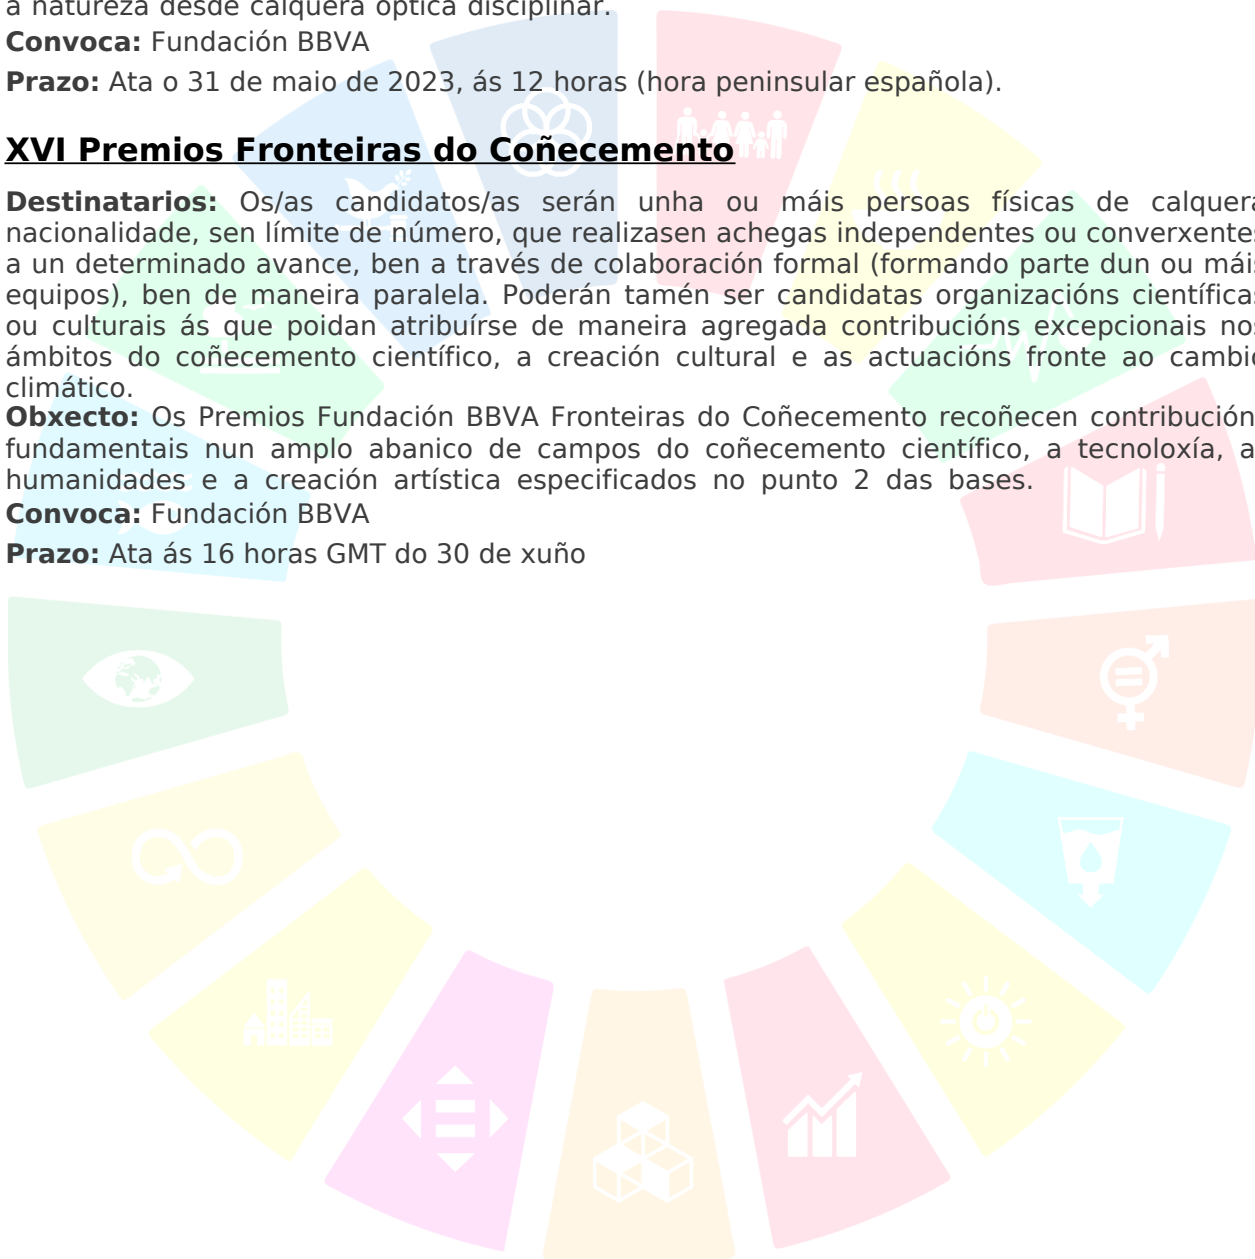 a natureza desde calquera óptica disciplinar.
Convoca: Fundación BBVA
Prazo: Ata o 31 de maio de 2023, ás 12 horas (hora peninsular española).
XVI Premios Fronteiras do Coñecemento
Destinatarios: Os/as candidatos/as serán unha ou máis persoas físicas de calquera
nacionalidade, sen límite de número, que realizasen achegas independentes ou converxentes
a un determinado avance, ben a través de colaboración formal (formando parte dun ou máis
equipos), ben de maneira paralela. Poderán tamén ser candidatas organizacións científicas
ou culturais ás que poidan atribuírse de maneira agregada contribucións excepcionais nos
ámbitos do coñecemento científico, a creación cultural e as actuacións fronte ao cambio
climático.
Obxecto: Os Premios Fundación BBVA Fronteiras do Coñecemento recoñecen contribución
fundamentais nun amplo abanico de campos do coñecemento científico, a tecnoloxía, a
humanidades e a creación artística especificados no punto 2 das bases.
Convoca: Fundación BBVA
Prazo: Ata ás 16 horas GMT do 30 de xuño